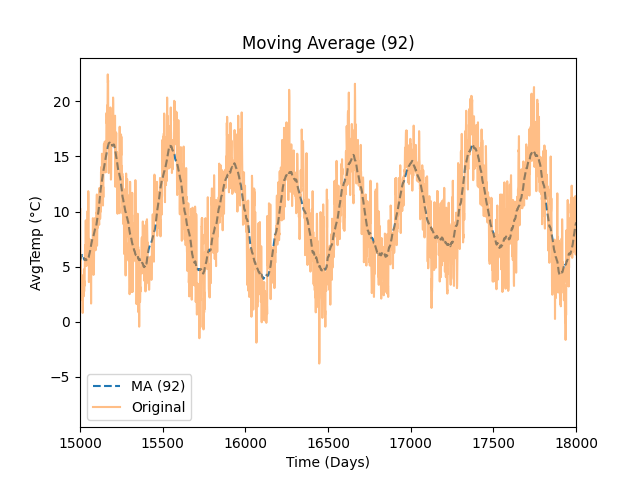 Moving Average (92)
AvgTemp (°C)
20
15
10
5
0
−5
MA (92)
Original
15000 15500 16000 16500 17000 17500 18000
Time (Days)